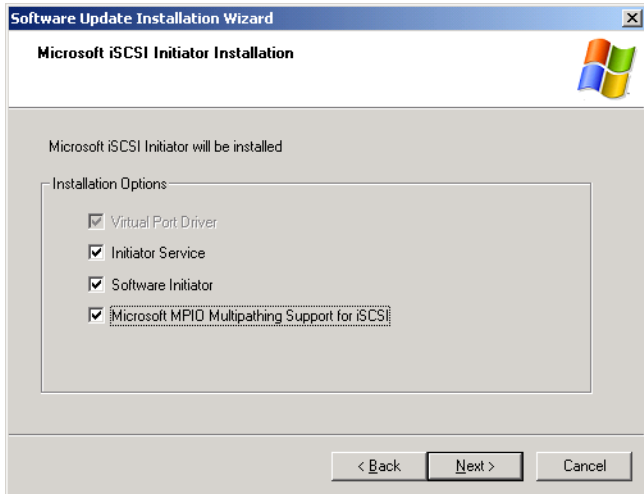 Software Update Installation Wizard
Microsoft iSCSI Initiator Installation
Microsoft iSCSI Initiator will be installed
Installation Options
Virtual Port Driver
Initiator Service
Software Initiator
Microsoft MPIO Multipathing Support for iSCSI
< Back
Next >
Cancel